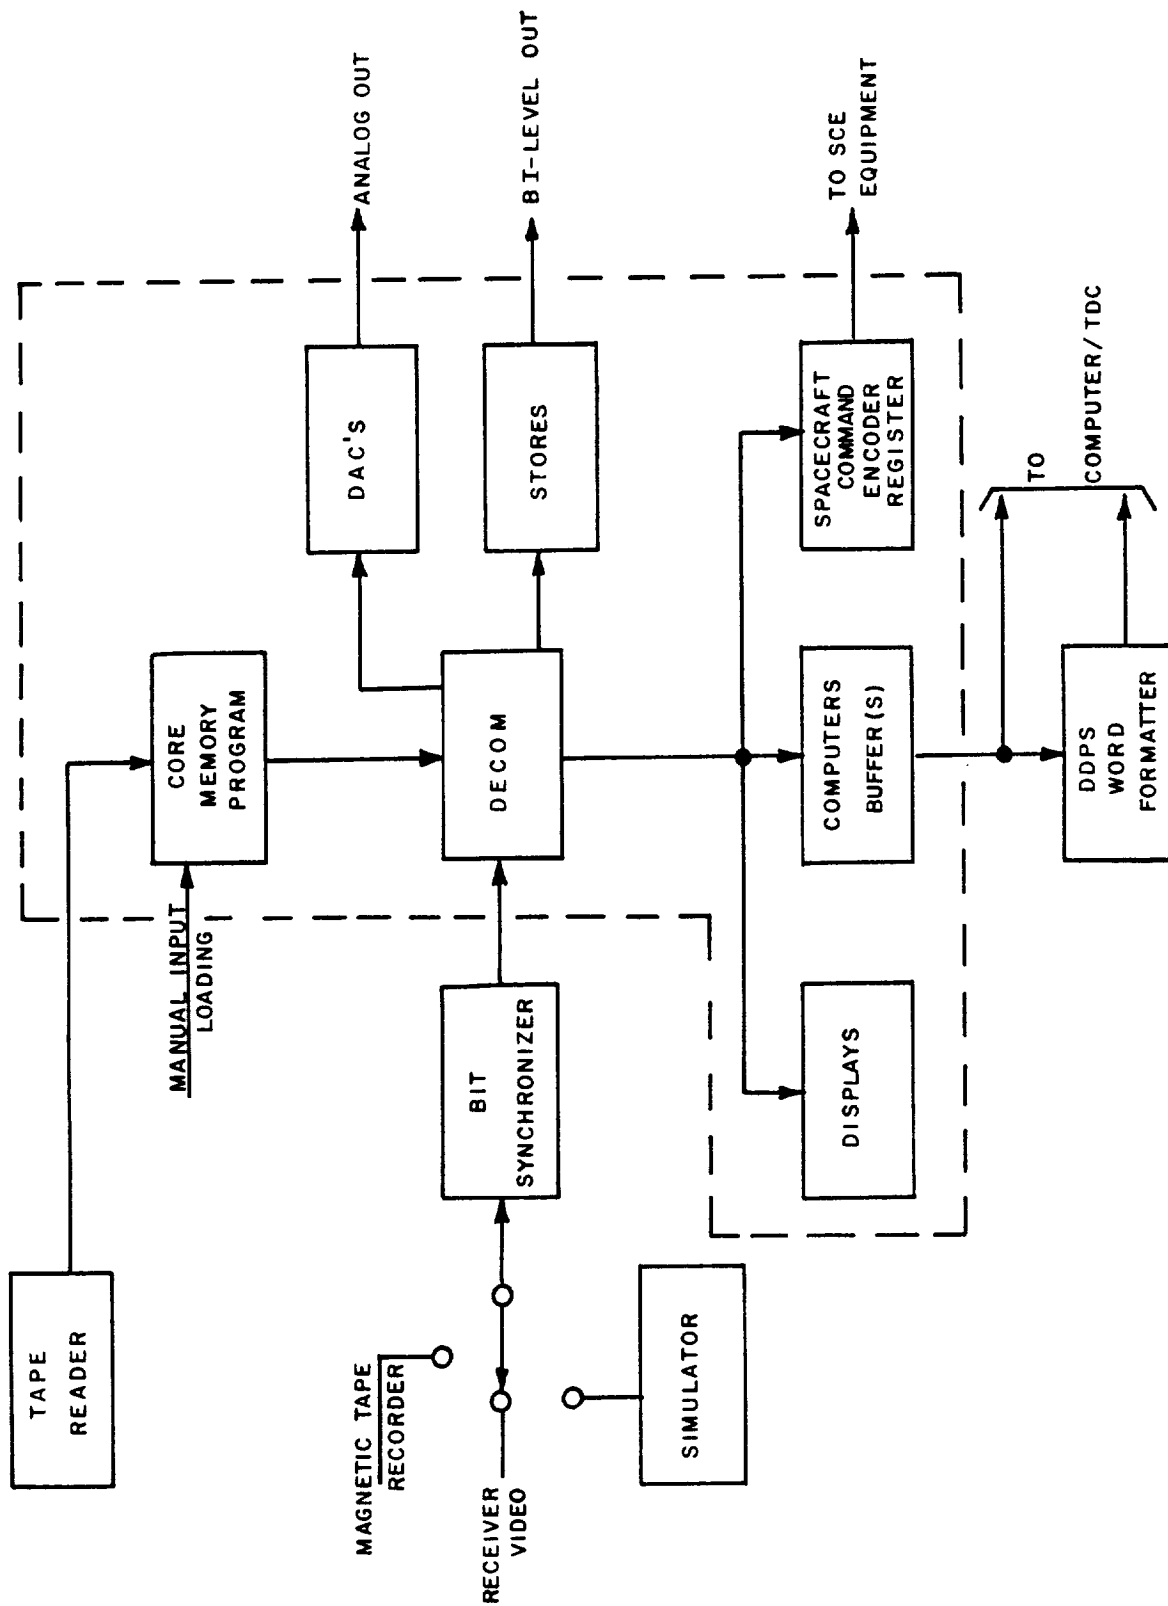 TAPE
READER
MANUAL INPUT
LOADING
CORE
MEMORY
PROGRAM
DAC'S
ANALOG OUT
MAGNETIC TAPE
RECORDER
RECEIVER
VIDEO
BIT
SYNCHRONIZER
DECOM
STORES
BI-LEVEL OUT
SIMULATOR
DISPLAYS
COMPUTERS
BUFFER(S)
SPACECRAFT
COMMAND
ENCODER
REGISTER
TO SCE
EQUIPMENT
DDPS
WORD
FORMATTER
TO
COMPUTER/TDC